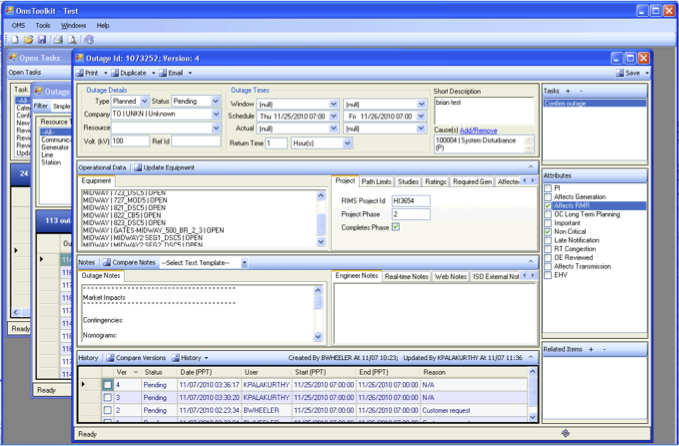 OmsToolkit - Test
OMS Tools Windows Help
Open Tasks
Open Tasks
Task
-All-
24
Filter Simple
Resource T
-All-
Communica
Generator
Line
Station
113 out
Ready
Ready
Outage Id: 1073752; Version: 4
Print Duplicate Email Save
Outage Details
Type Planned Status Pending
Company TO | UNKN | Unknown
Resource
Volt. (kV) 100 Ref Id
Outage Times
Window (null) (null)
Schedule Thu 11/25/2010 07:00 Fri 11/26/2010 07:00
Actual (null) (null)
Return Time 1 Hour(s)
Short Description
brian test
Cause(s) Add/Remove
100004 | System Disturbance
(P)
Tasks + -
Confirm outage
Operational Data Update Equipment
Equipment
MIDWAY | 723_DSC5 | OPEN
MIDWAY | 727_MOD5 | OPEN
MIDWAY | 821_DSC5 | OPEN
MIDWAY | 822_CB5 | OPEN
MIDWAY | 823_DSC5 | OPEN
MIDWAY | GATES-MIDWAY_500_BR_2_3 | OPEN
MIDWAY | MIDWAY2 SEG1_DSC5 | OPEN
MIDWAY | MIDWAY2 SEG2_DSC5 | OPEN
Project Path Limits Studies Ratings Required Gen Affecte
RIMS Project Id HI3654
Project Phase 2
Completes Phase
Attributes
PI
Affects Generation
Affects RMR
OC Long Term Planning
Important
Non Critical
Late Notification
RT Congestion
OE Reviewed
Affects Transmission
EHV
Notes Compare Notes --Select Text Template--
Outage Notes
Market Impacts
Contingencies:
Nomograms:
Engineer Notes Real-time Notes Web Notes ISO External Not
Related Items + -
History Compare Versions History Created By BWHEELER At 11/07 10:23; Updated By KPALAKURTHY At 11/07 11:36
Ver Status Date (PPT) User Start (PPT) End (PPT) Reason
4 Pending 11/07/2010 03:36:17 KPALAKURTHY 11/25/2010 07:00:00 11/26/2010 07:00:00 N/A
3 Pending 11/07/2010 03:30:20 KPALAKURTHY 11/25/2010 07:00:00 11/26/2010 07:00:00 N/A
2 Pending 11/07/2010 02:23:34 BWHEELER 11/25/2010 07:00:00 11/26/2010 07:00:00 Customer request
Ready